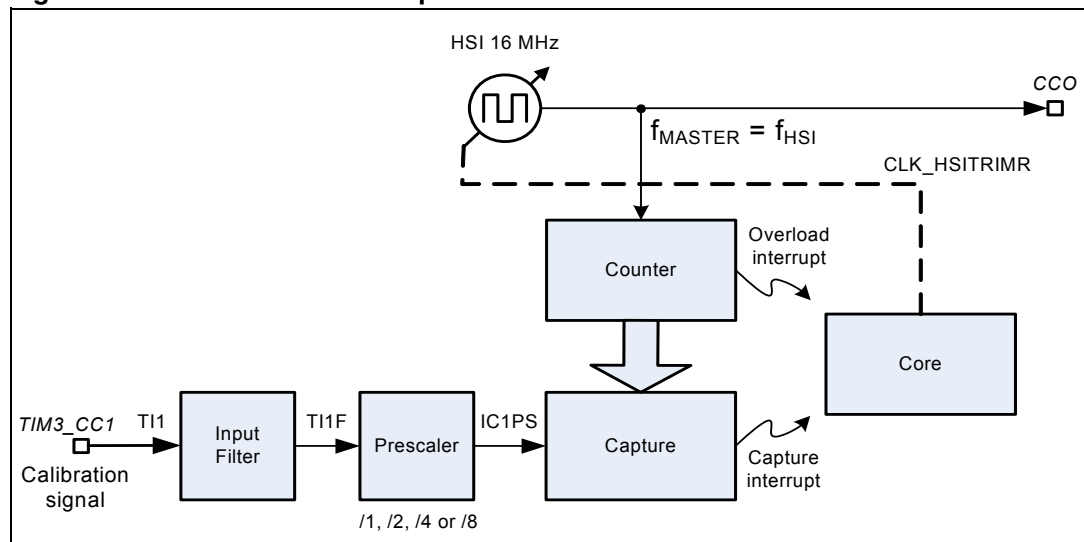 HSI 16 MHz
CCO
fMASTER = fHSI
CLK_HSITRIMR
Counter
Overload
interrupt
Core
TIM3_CC1
TI1
Input
Filter
TI1F
Prescaler
IC1PS
Capture
Capture
interrupt
Calibration
signal
/1, /2, /4 or /8